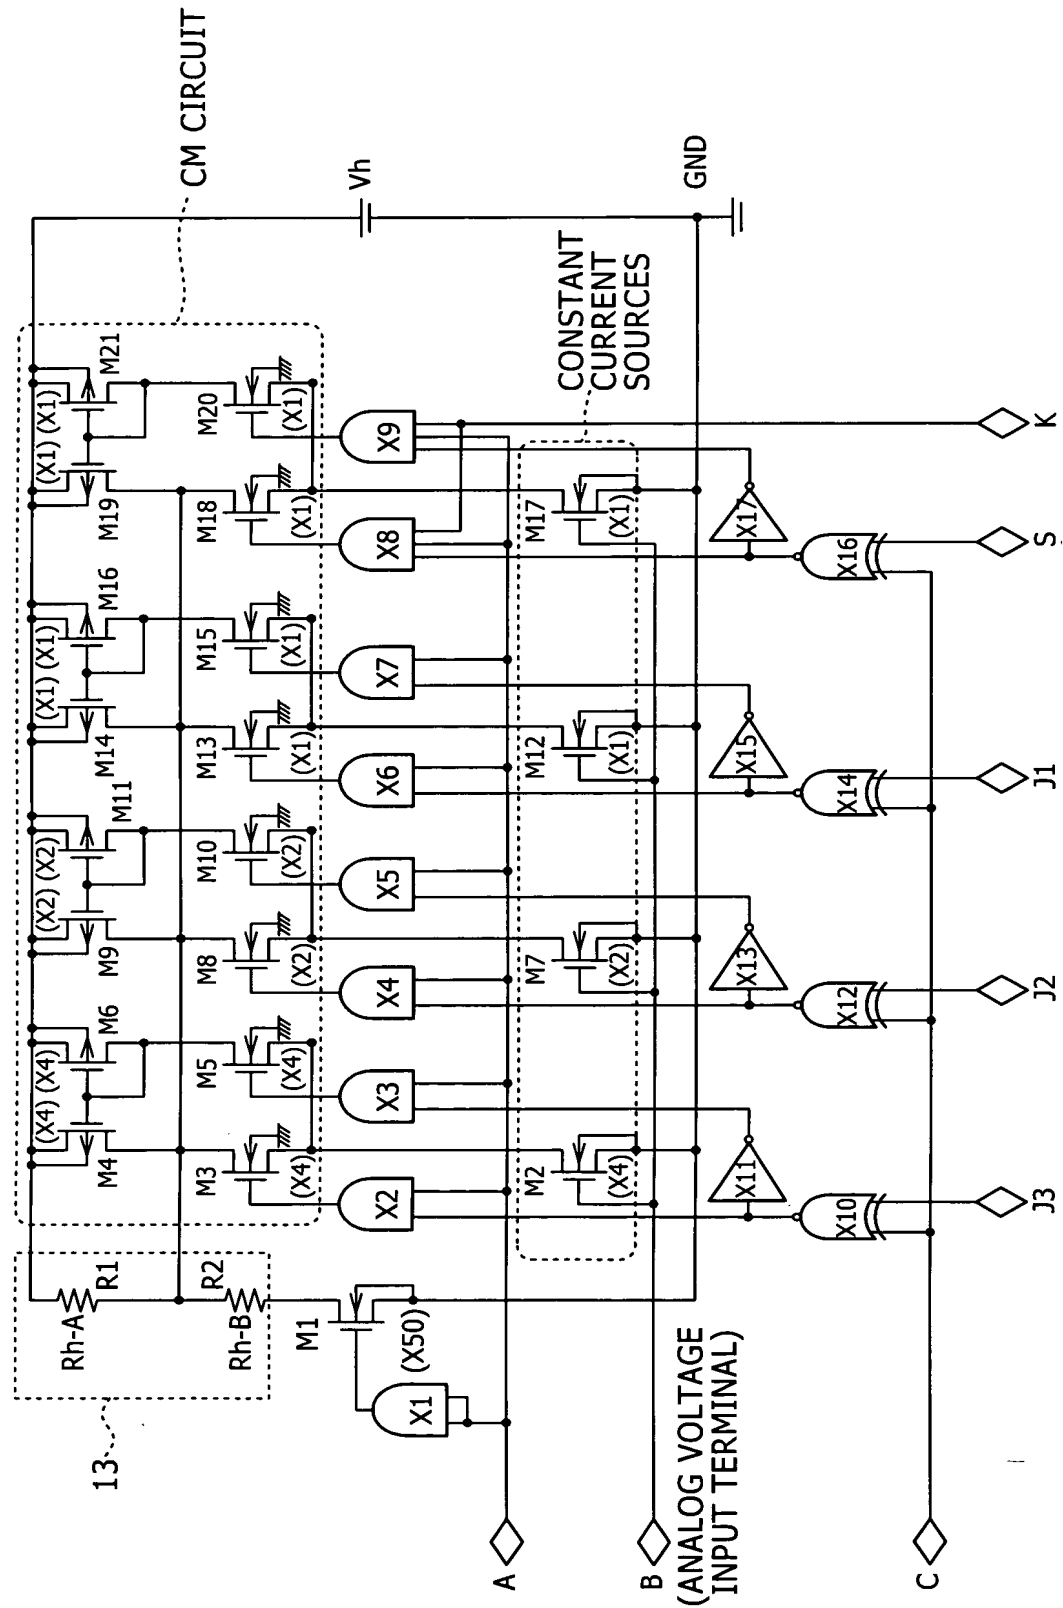 CM CIRCUIT
Vh
GND
CONSTANT
CURRENT
SOURCES
13
Rh-A
R1
Rh-B
R2
M1
(X50)
X1
M4
(X4)
(X4)
M6
M3
(X4)
M5
(X4)
X2
X3
M2
(X4)
X11
X10
J3
M9
(X2)
(X2)
M11
M8
(X2)
M10
(X2)
X4
X5
M7
(X2)
X13
X12
J2
M14
(X1)
(X1)
M16
M13
(X1)
M15
(X1)
X6
X7
M12
(X1)
X15
X14
J1
M19
(X1)
(X1)
M21
M18
(X1)
M20
(X1)
X8
X9
M17
(X1)
X17
X16
S
K
A
B
(ANALOG VOLTAGE
INPUT TERMINAL)
C